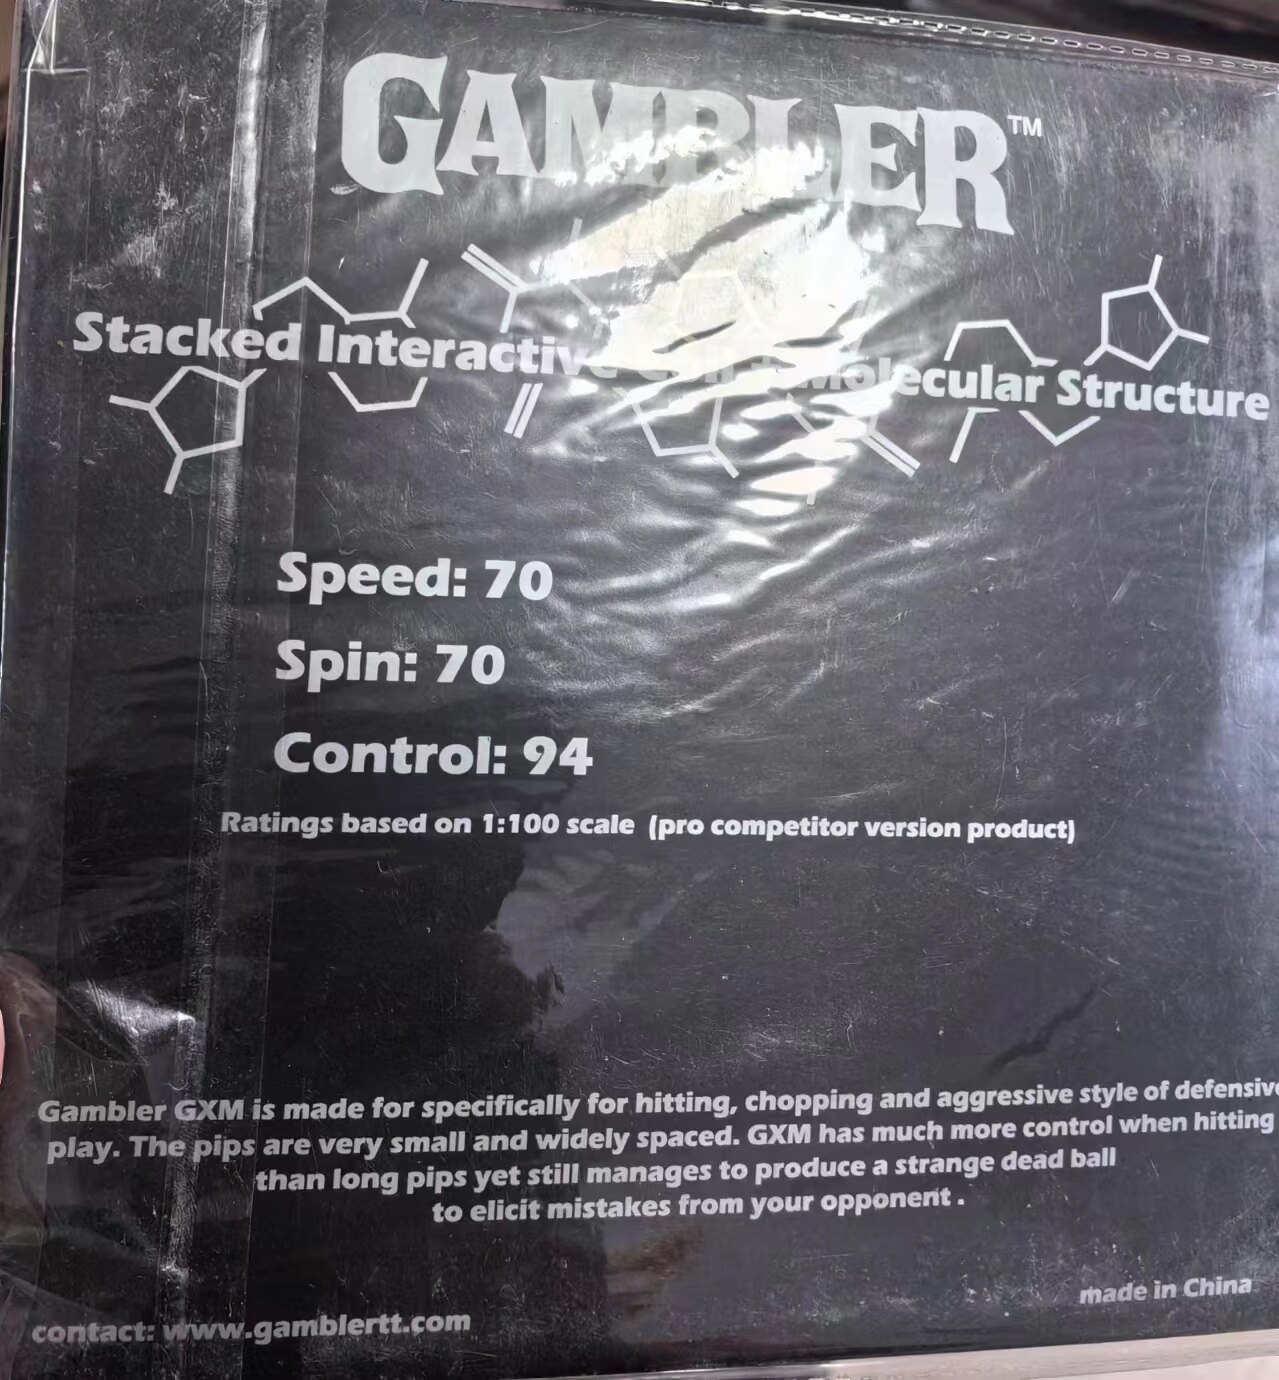 GAMBLER™
Stacked Interactive Molecular Structure
Speed: 70
Spin: 70
Control: 94
Ratings based on 1:100 scale (pro competitor version product)
Gambler GXM is made for specifically for hitting, chopping and aggressive style of defensive
play. The pips are very small and widely spaced. GXM has much more control when hitting
than long pips yet still manages to produce a strange dead ball
to elicit mistakes from your opponent .
made in China
contact: www.gamblertt.com